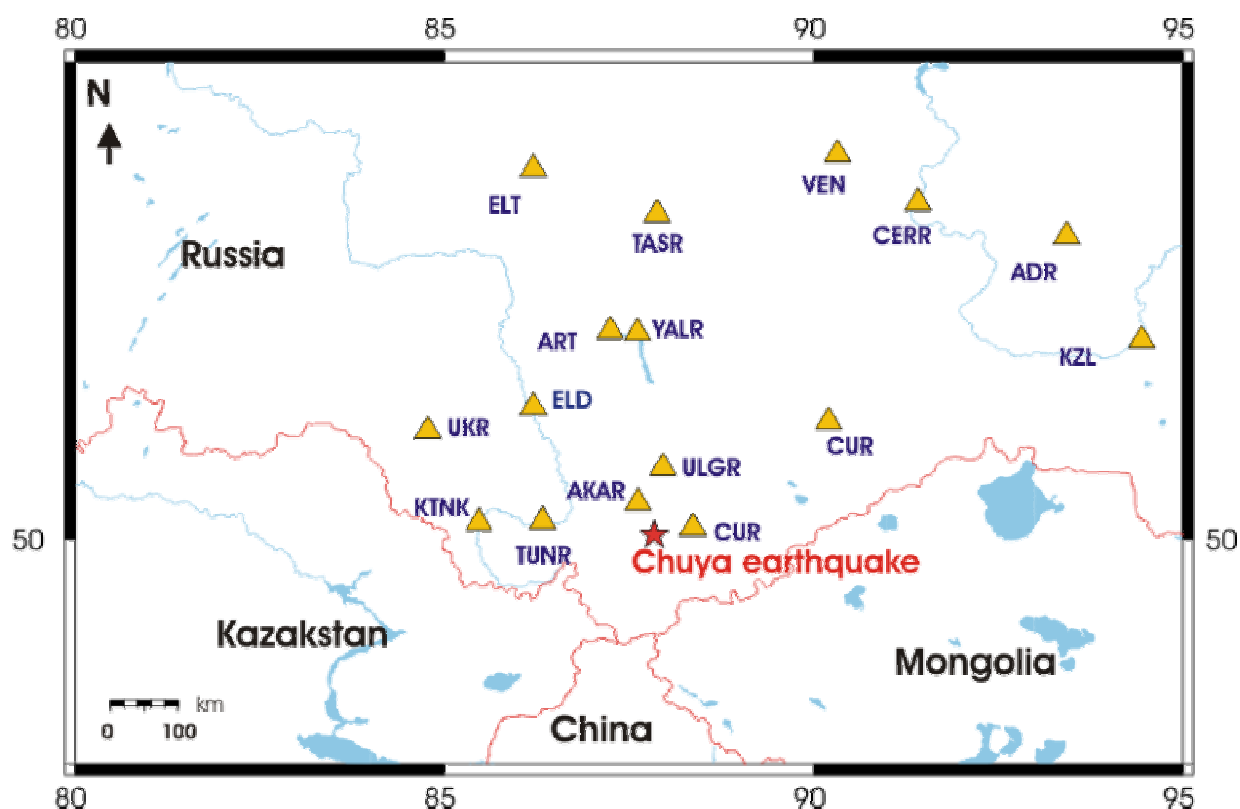 80 85 90 95
N
ELT
VEN
TASR
CERR
Russia
ADR
ART
YALR
KZL
ELD
UKR
CUR
ULGR
AKAR
KTNK
CUR
50
50
TUNR
Chuya earthquake
Kazakstan
Mongolia
km
0 100
China
80 85 90 95